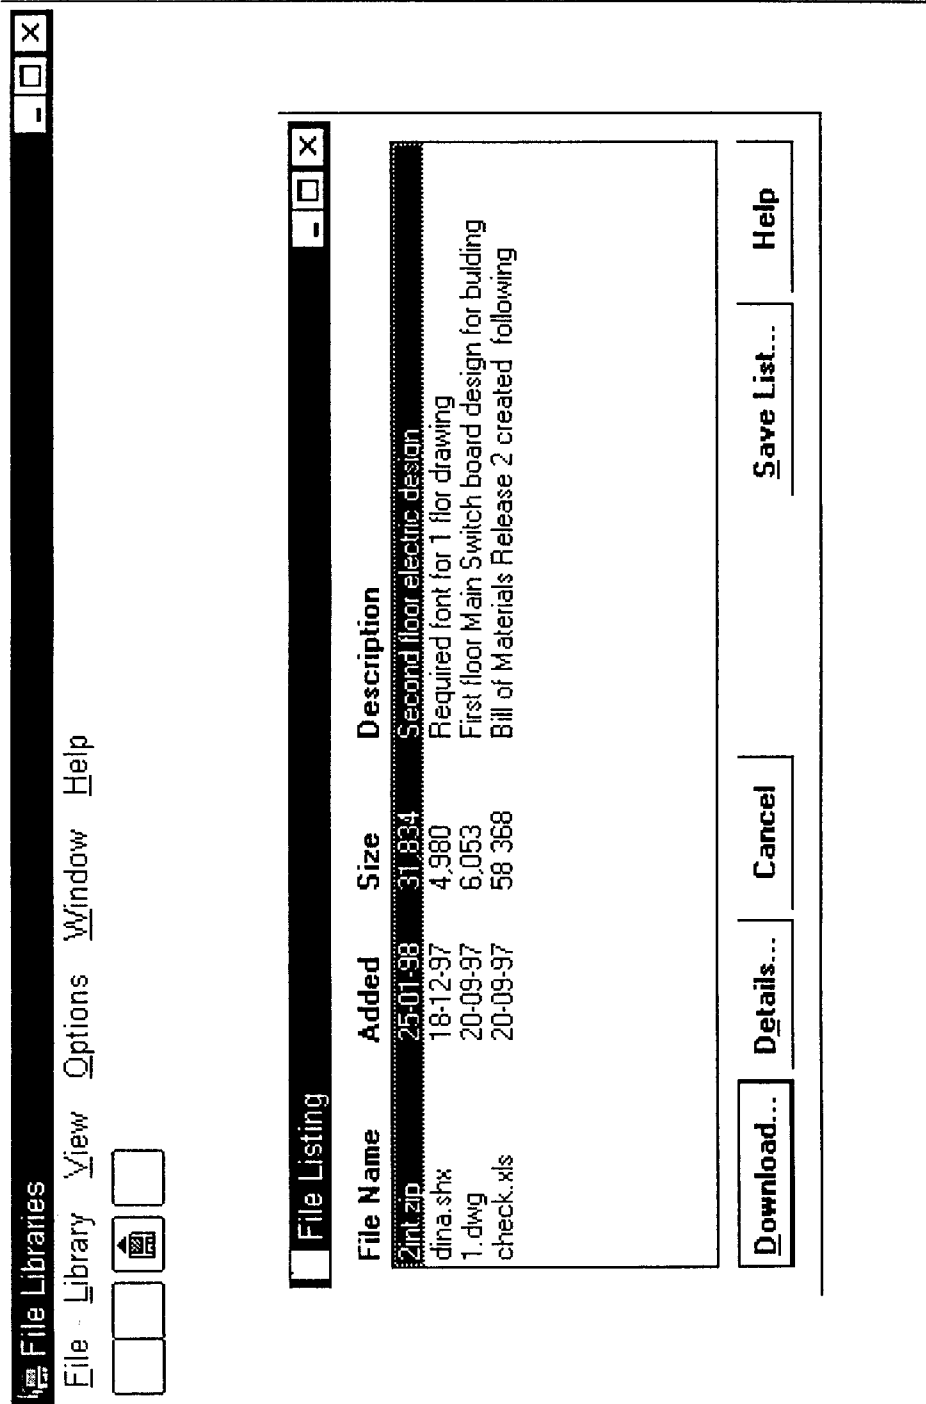 File Libraries
File Library View Options Window Help
File Listing
File Name Added Size Description
2int.zip 25-01-98 31,834 Second floor electric design
dina.shx 18-12-97 4,980 Required font for 1 flor drawing
1.dwg 20-09-97 6,053 First floor Main Switch board design for bulding
check.xls 20-09-97 58 368 Bill of Materials Release 2 created following
Download... Details... Cancel Save List... Help